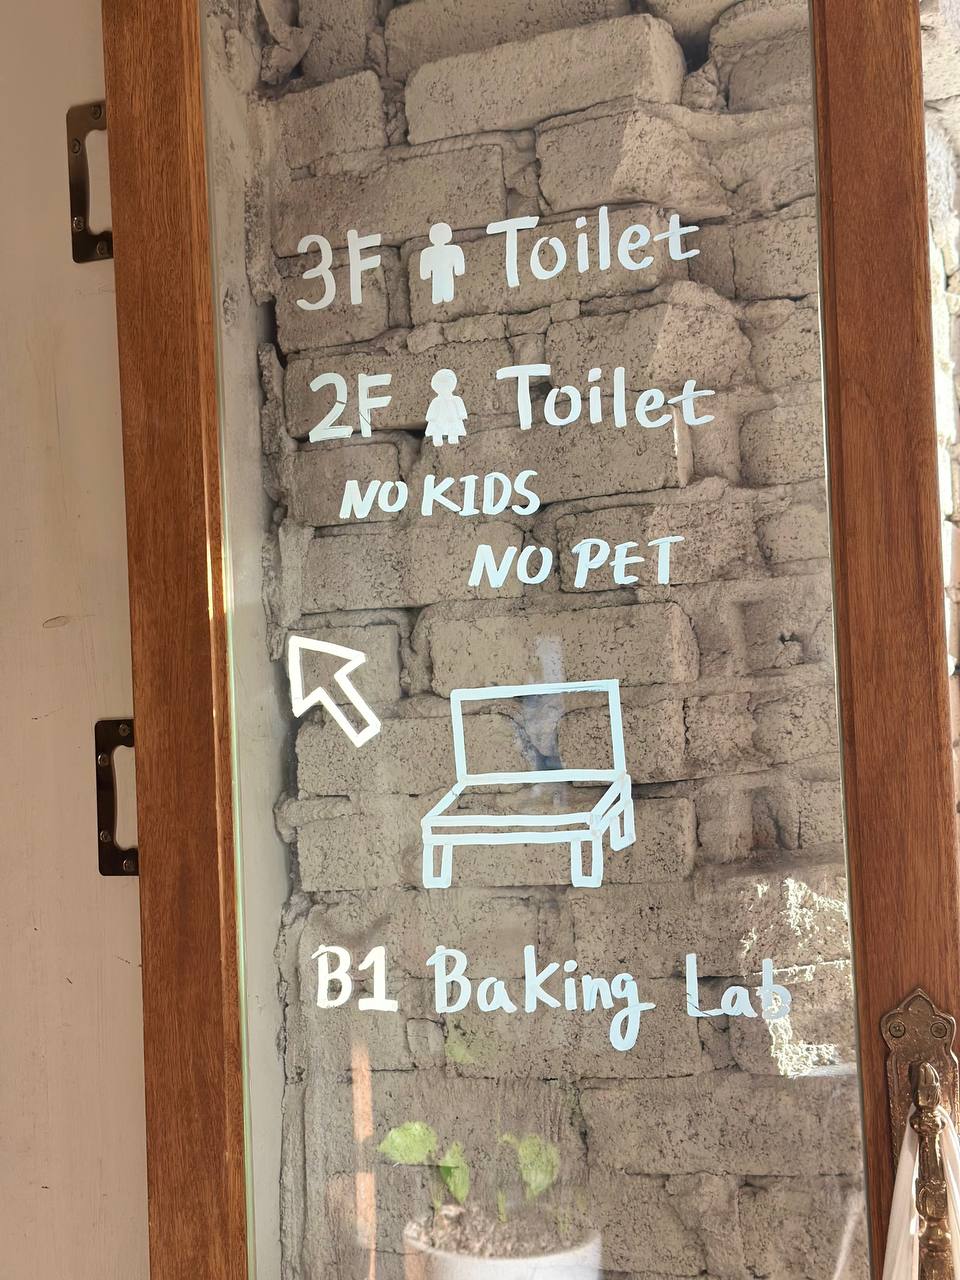 3F Toilet
2F Toilet
NO KIDS
NO PET
B1 Baking Lab